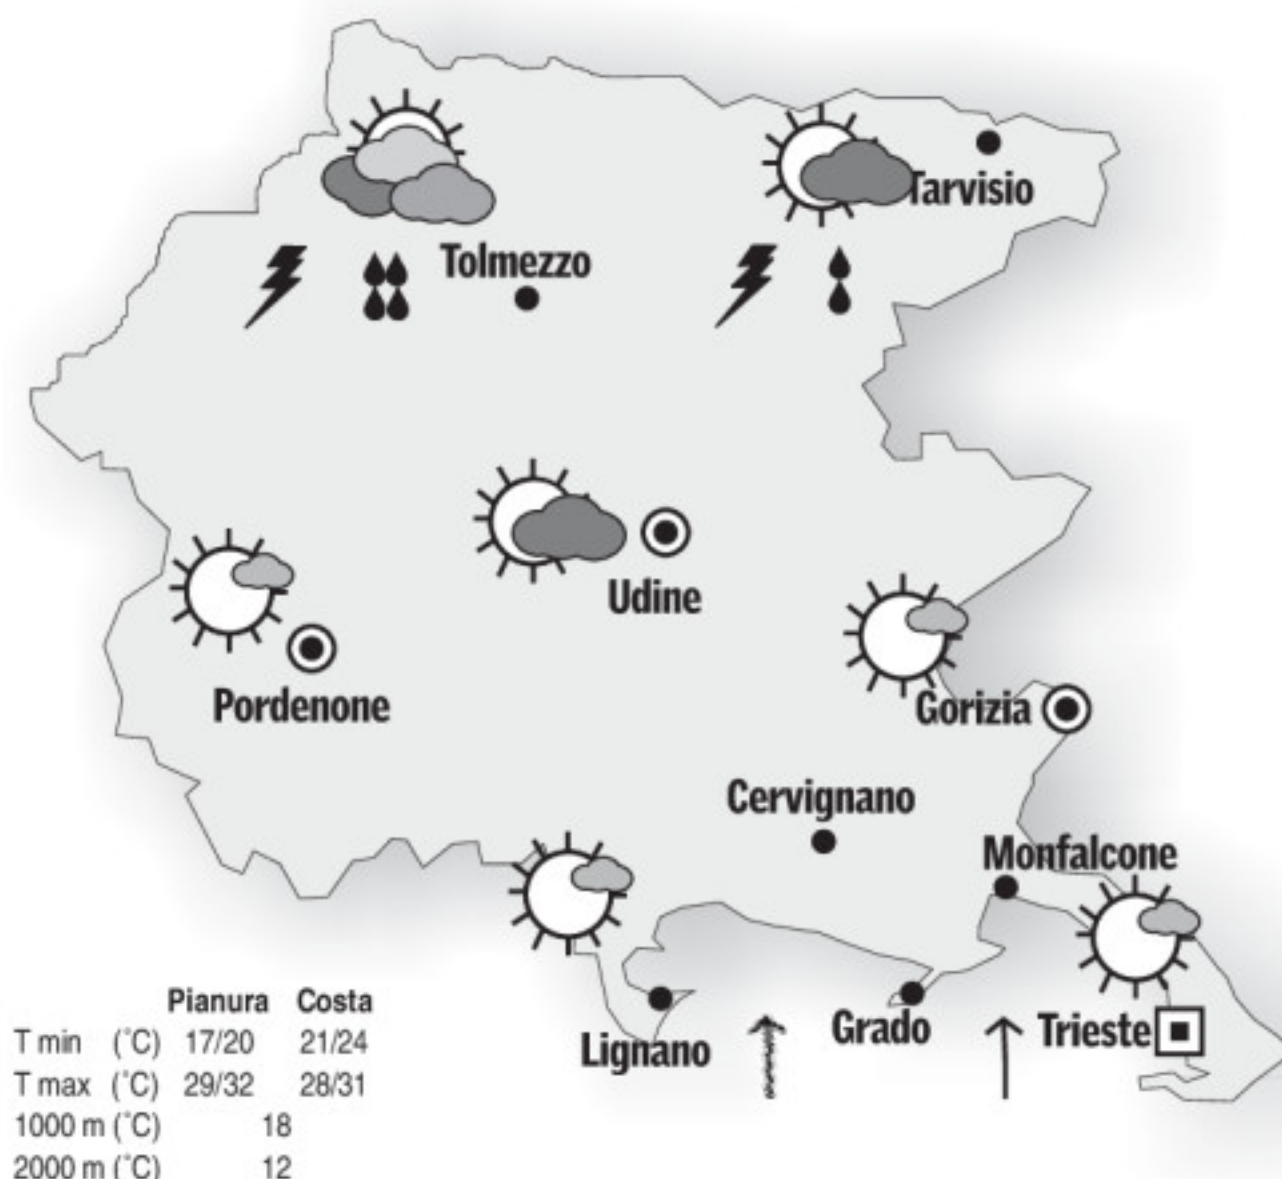 Tarvisio
Tolmezzo
Udine
Pordenone
Gorizia
Cervignano
Monfalcone
Grado
Trieste
Lignano
Pianura Costa
T min (°C) 17/20 21/24
T max (°C) 29/32 28/31
1000 m (°C) 18
2000 m (°C) 12